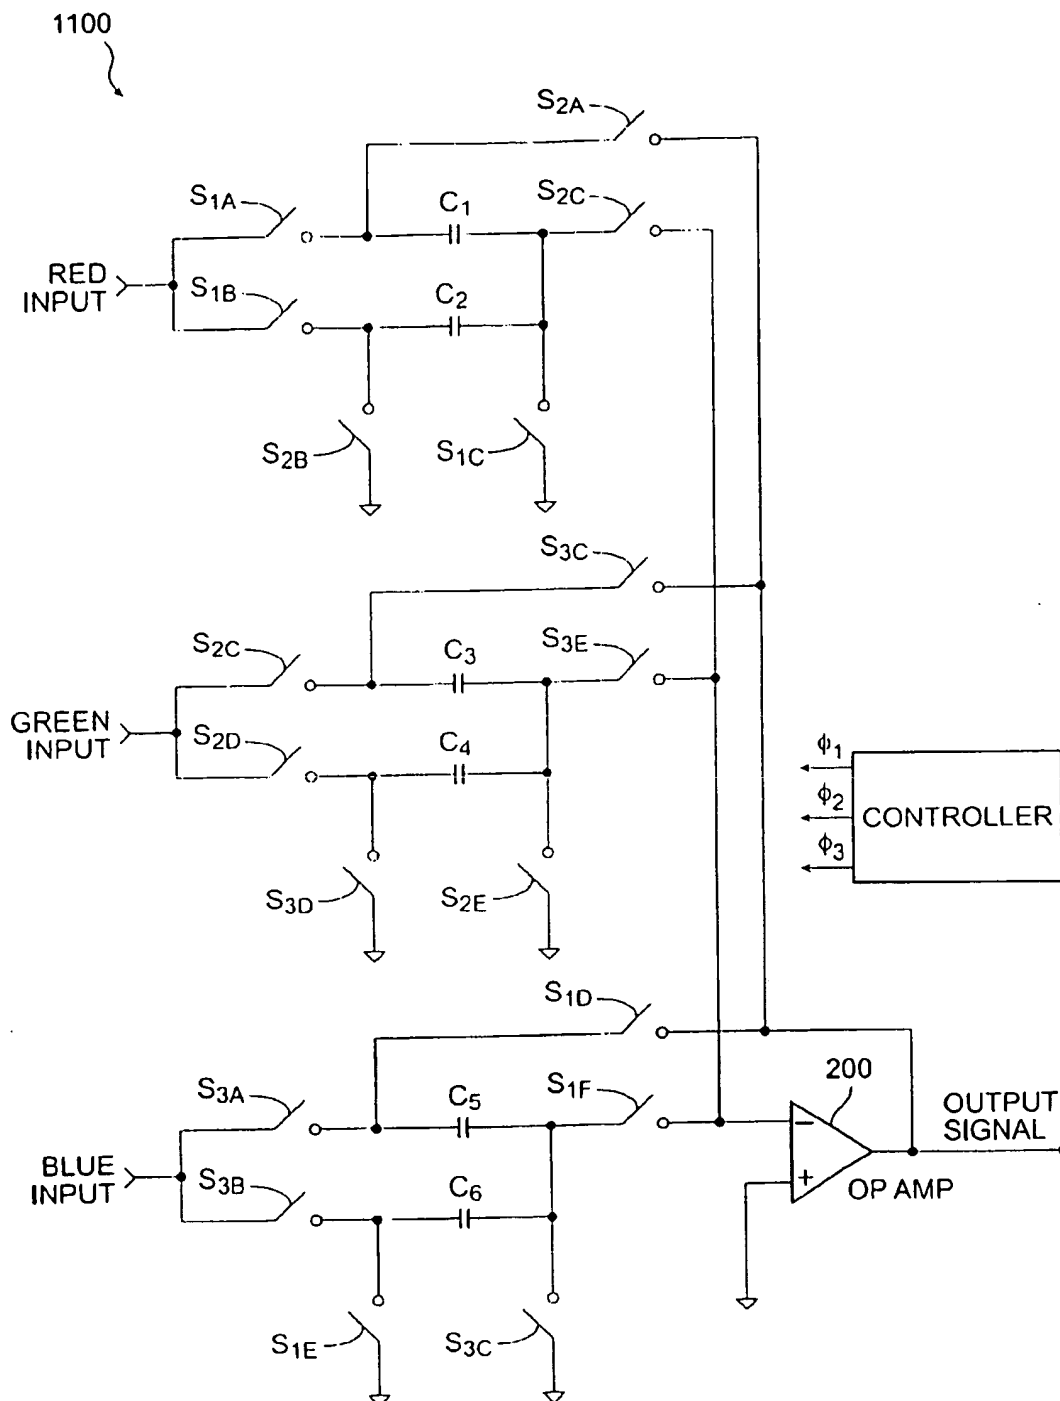 1100
S2A
S1A
C1
S2C
RED
INPUT
S1B
C2
S2B
S1C
S3C
S2C
C3
S3E
GREEN
INPUT
S2D
C4
ϕ1
ϕ2
ϕ3
CONTROLLER
S3D
S2E
S1D
S3A
C5
S1F
200
OUTPUT
SIGNAL
BLUE
INPUT
S3B
C6
OP AMP
S1E
S3C